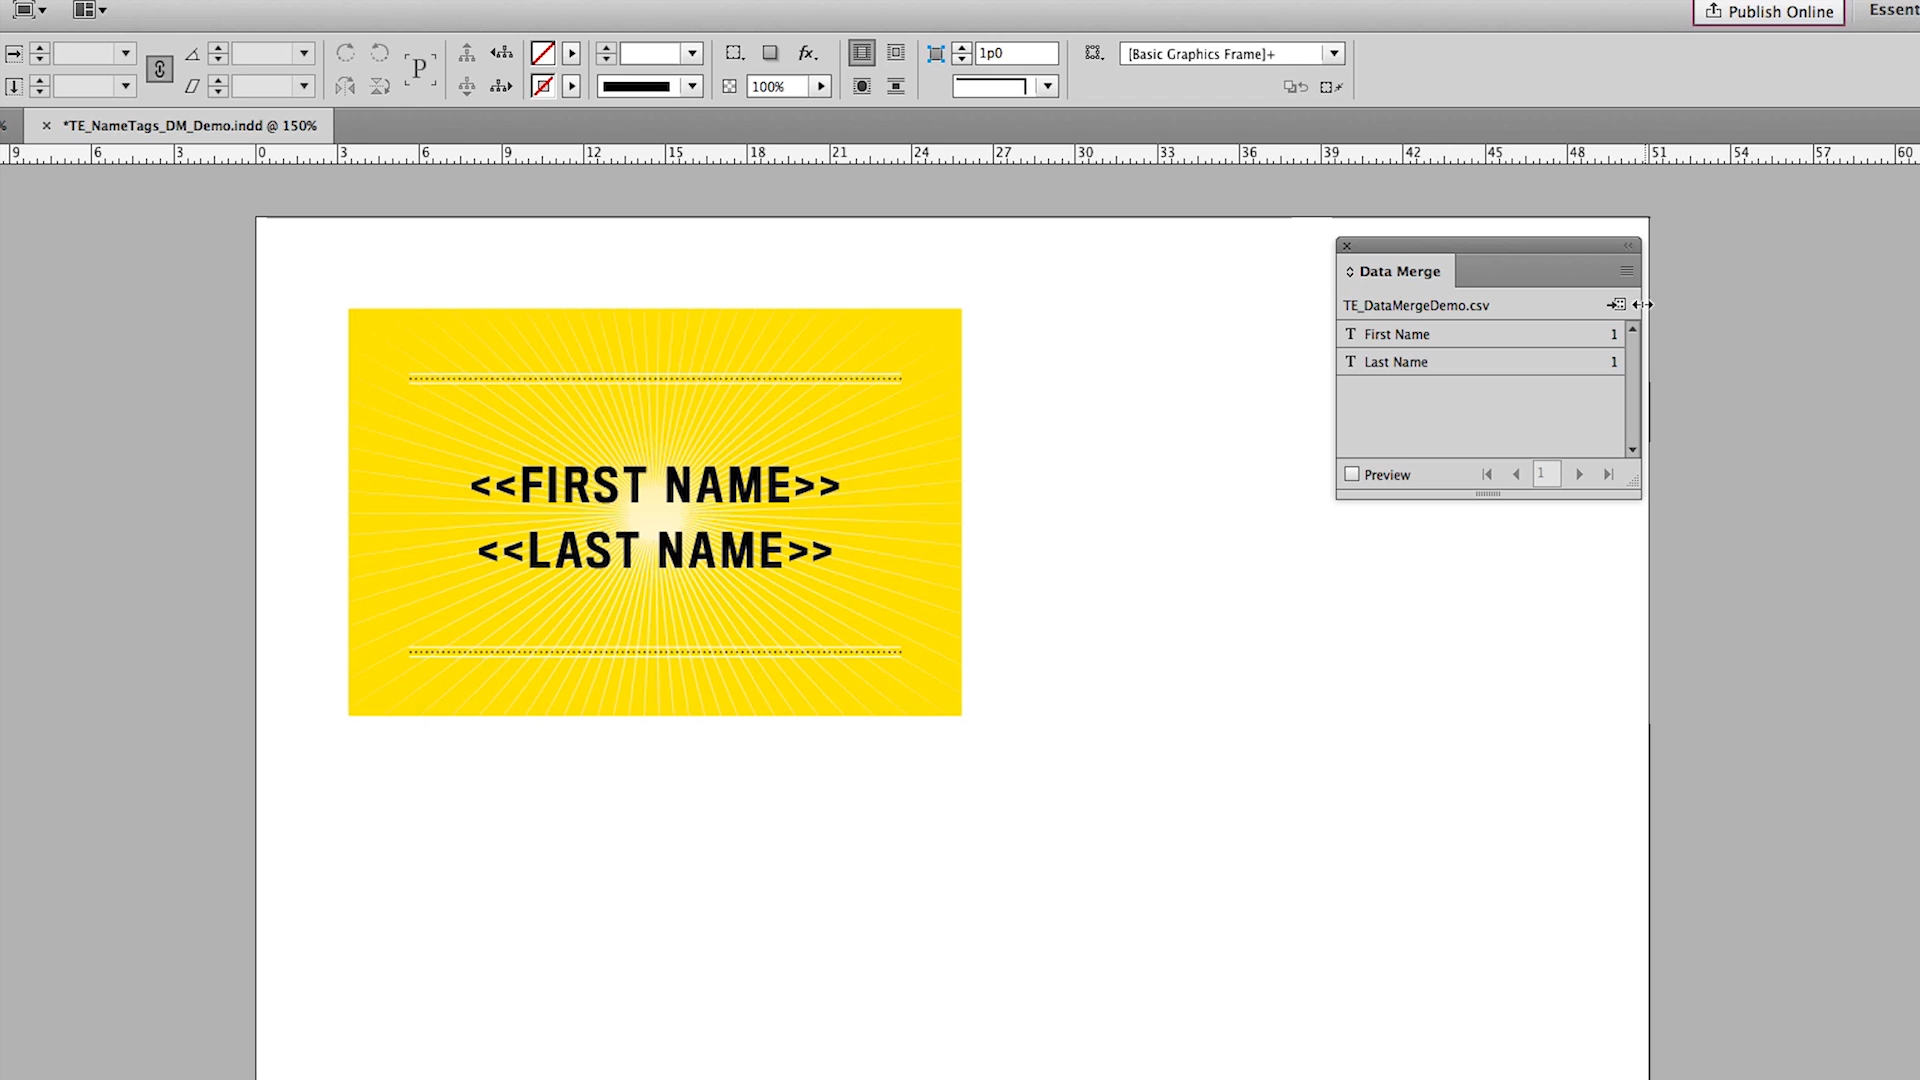 Publish Online
Essent
1p0
[Basic Graphics Frame]+
P
fx.
100%
%
× *TE_NameTags_DM_Demo.indd @ 150%
9 6 3 0 3 6 9 12 15 18 21 24 27 30 33 36 39 42 45 48 51 54 57 60
Data Merge
TE_DataMergeDemo.csv
T First Name 1
T Last Name 1
Preview 1
<<FIRST NAME>>
<<LAST NAME>>